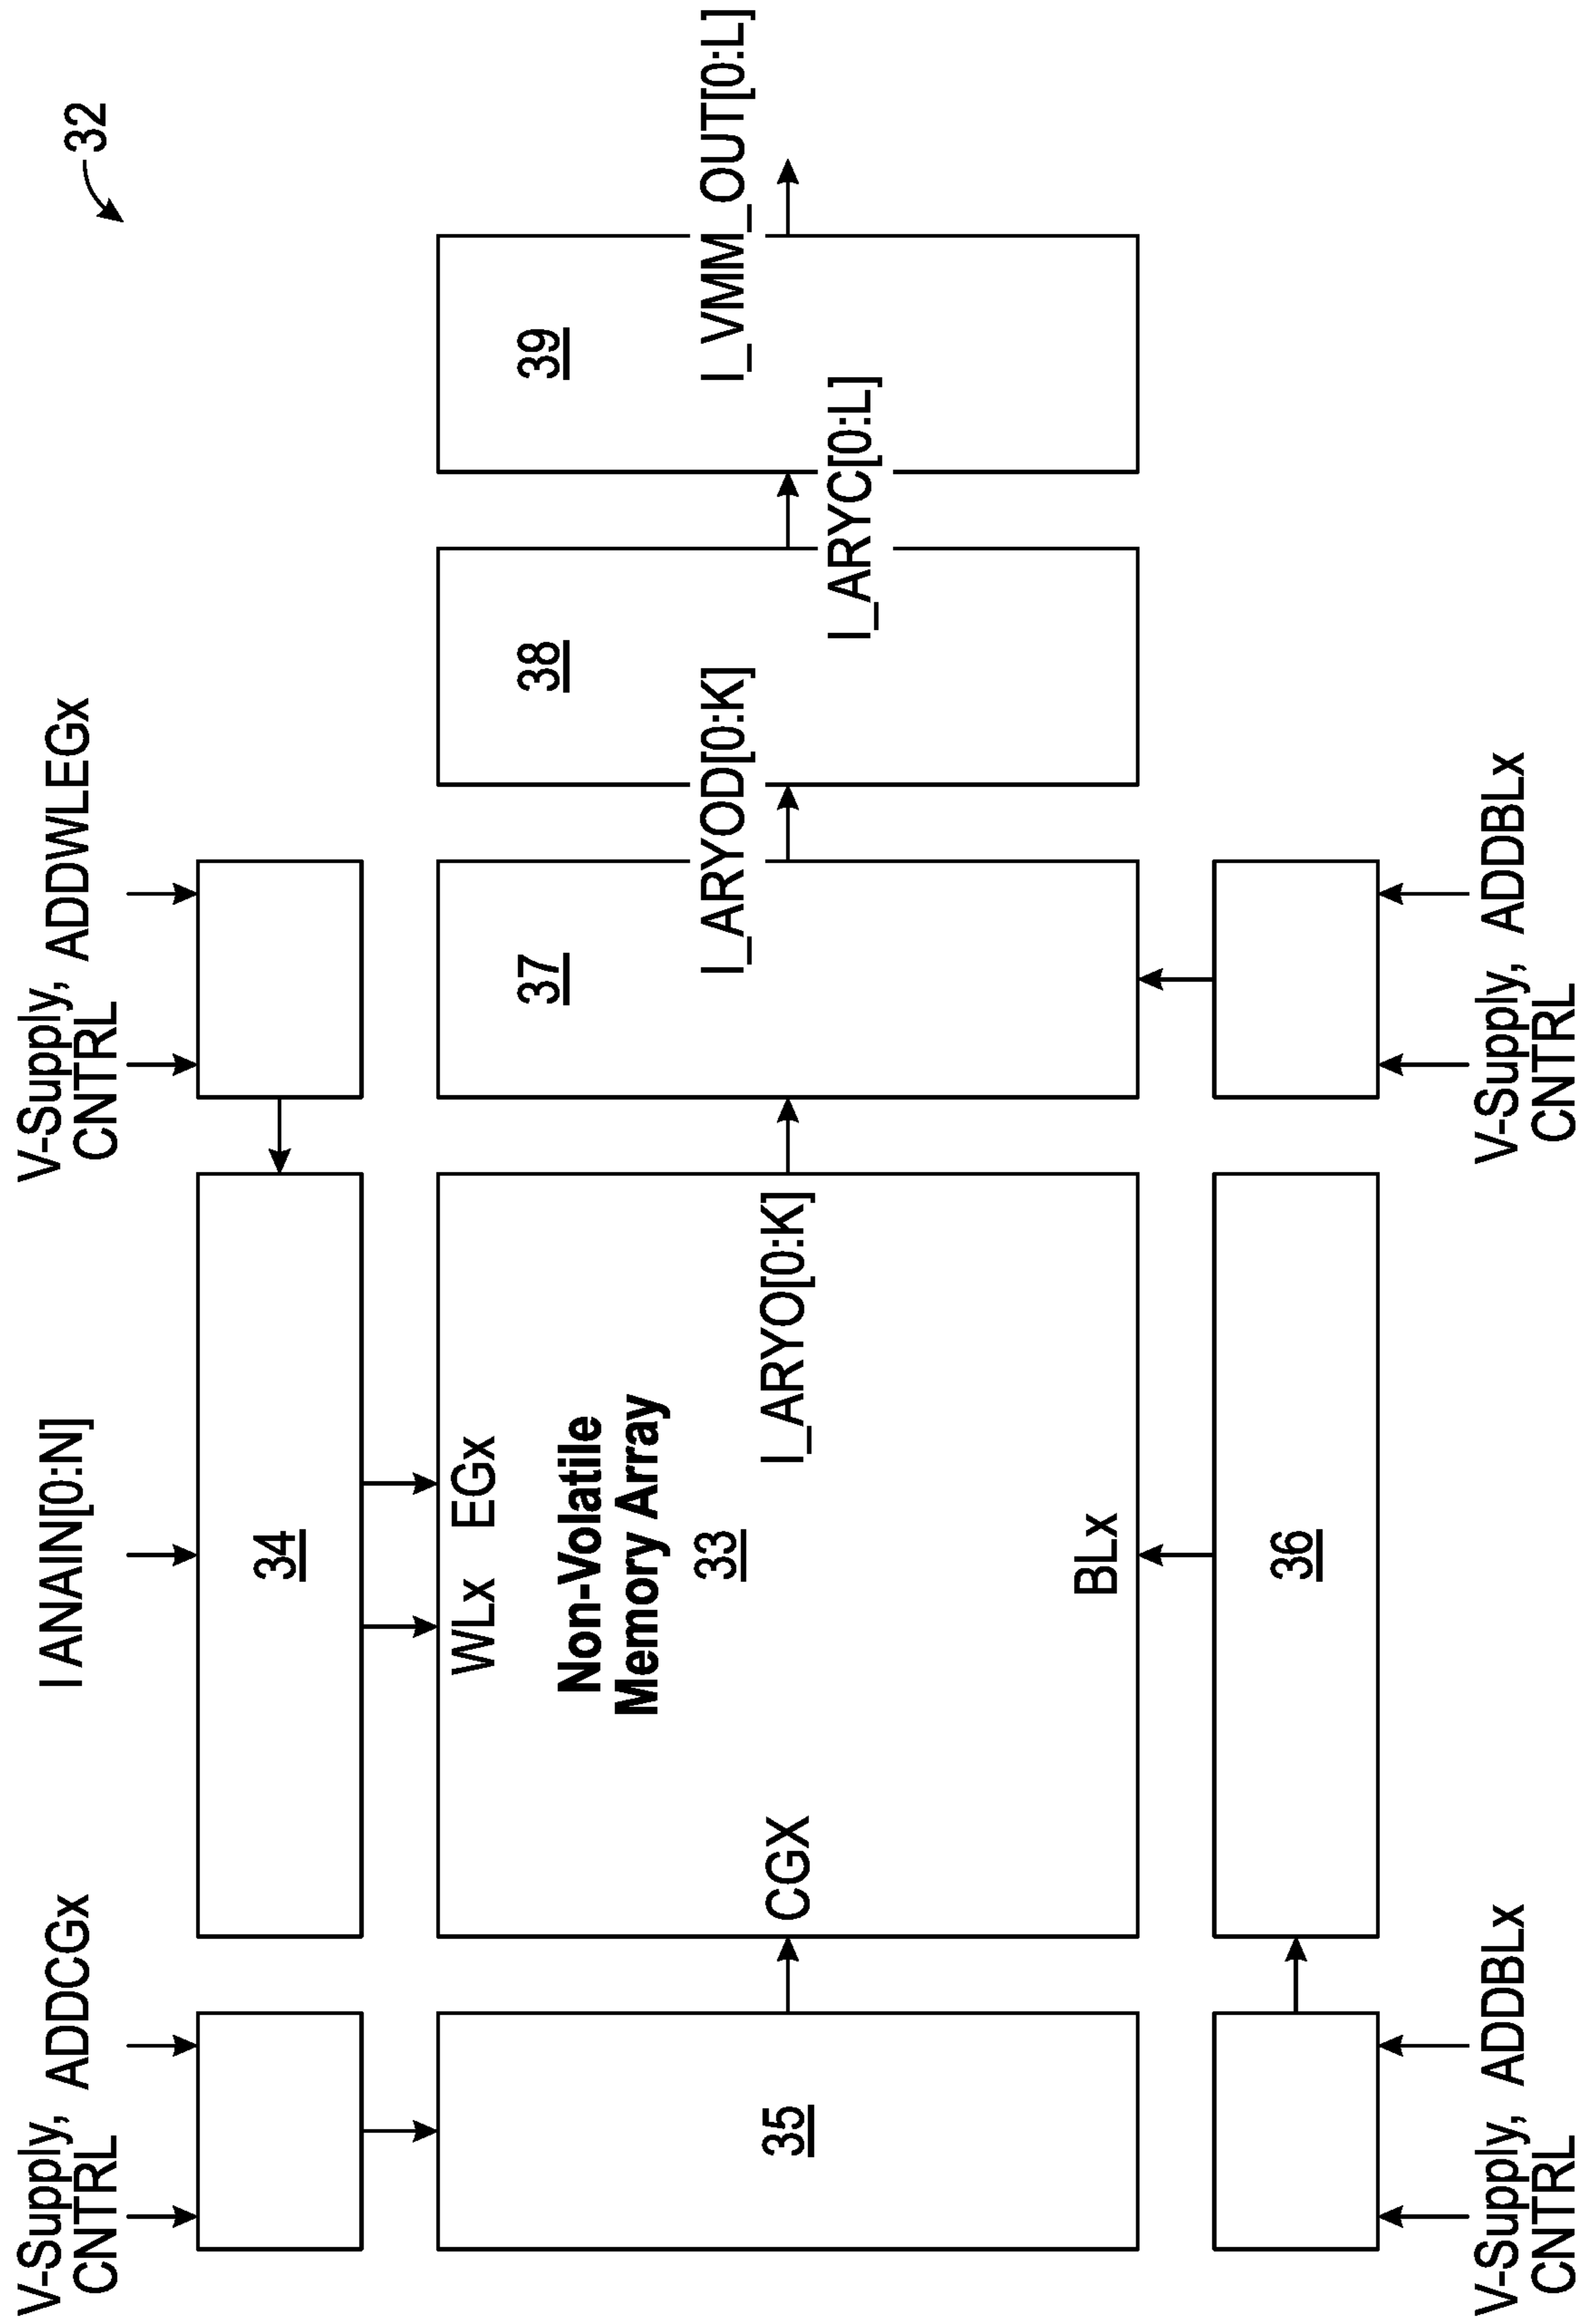 V-Supply,
CNTRL
ADDCGx
I ANAIN[0:N]
V-Supply,
CNTRL
ADDWLEGx
32
34
WLx
EGx
Non-Volatile
Memory Array
33
CGX
I_ARYO[0:K]
BLx
35
36
37
I_ARYOD[0:K]
38
I_ARYC[0:L]
39
I_VMM_OUT[0:L]
V-Supply,
CNTRL
ADDBLx
V-Supply,
CNTRL
ADDBLx